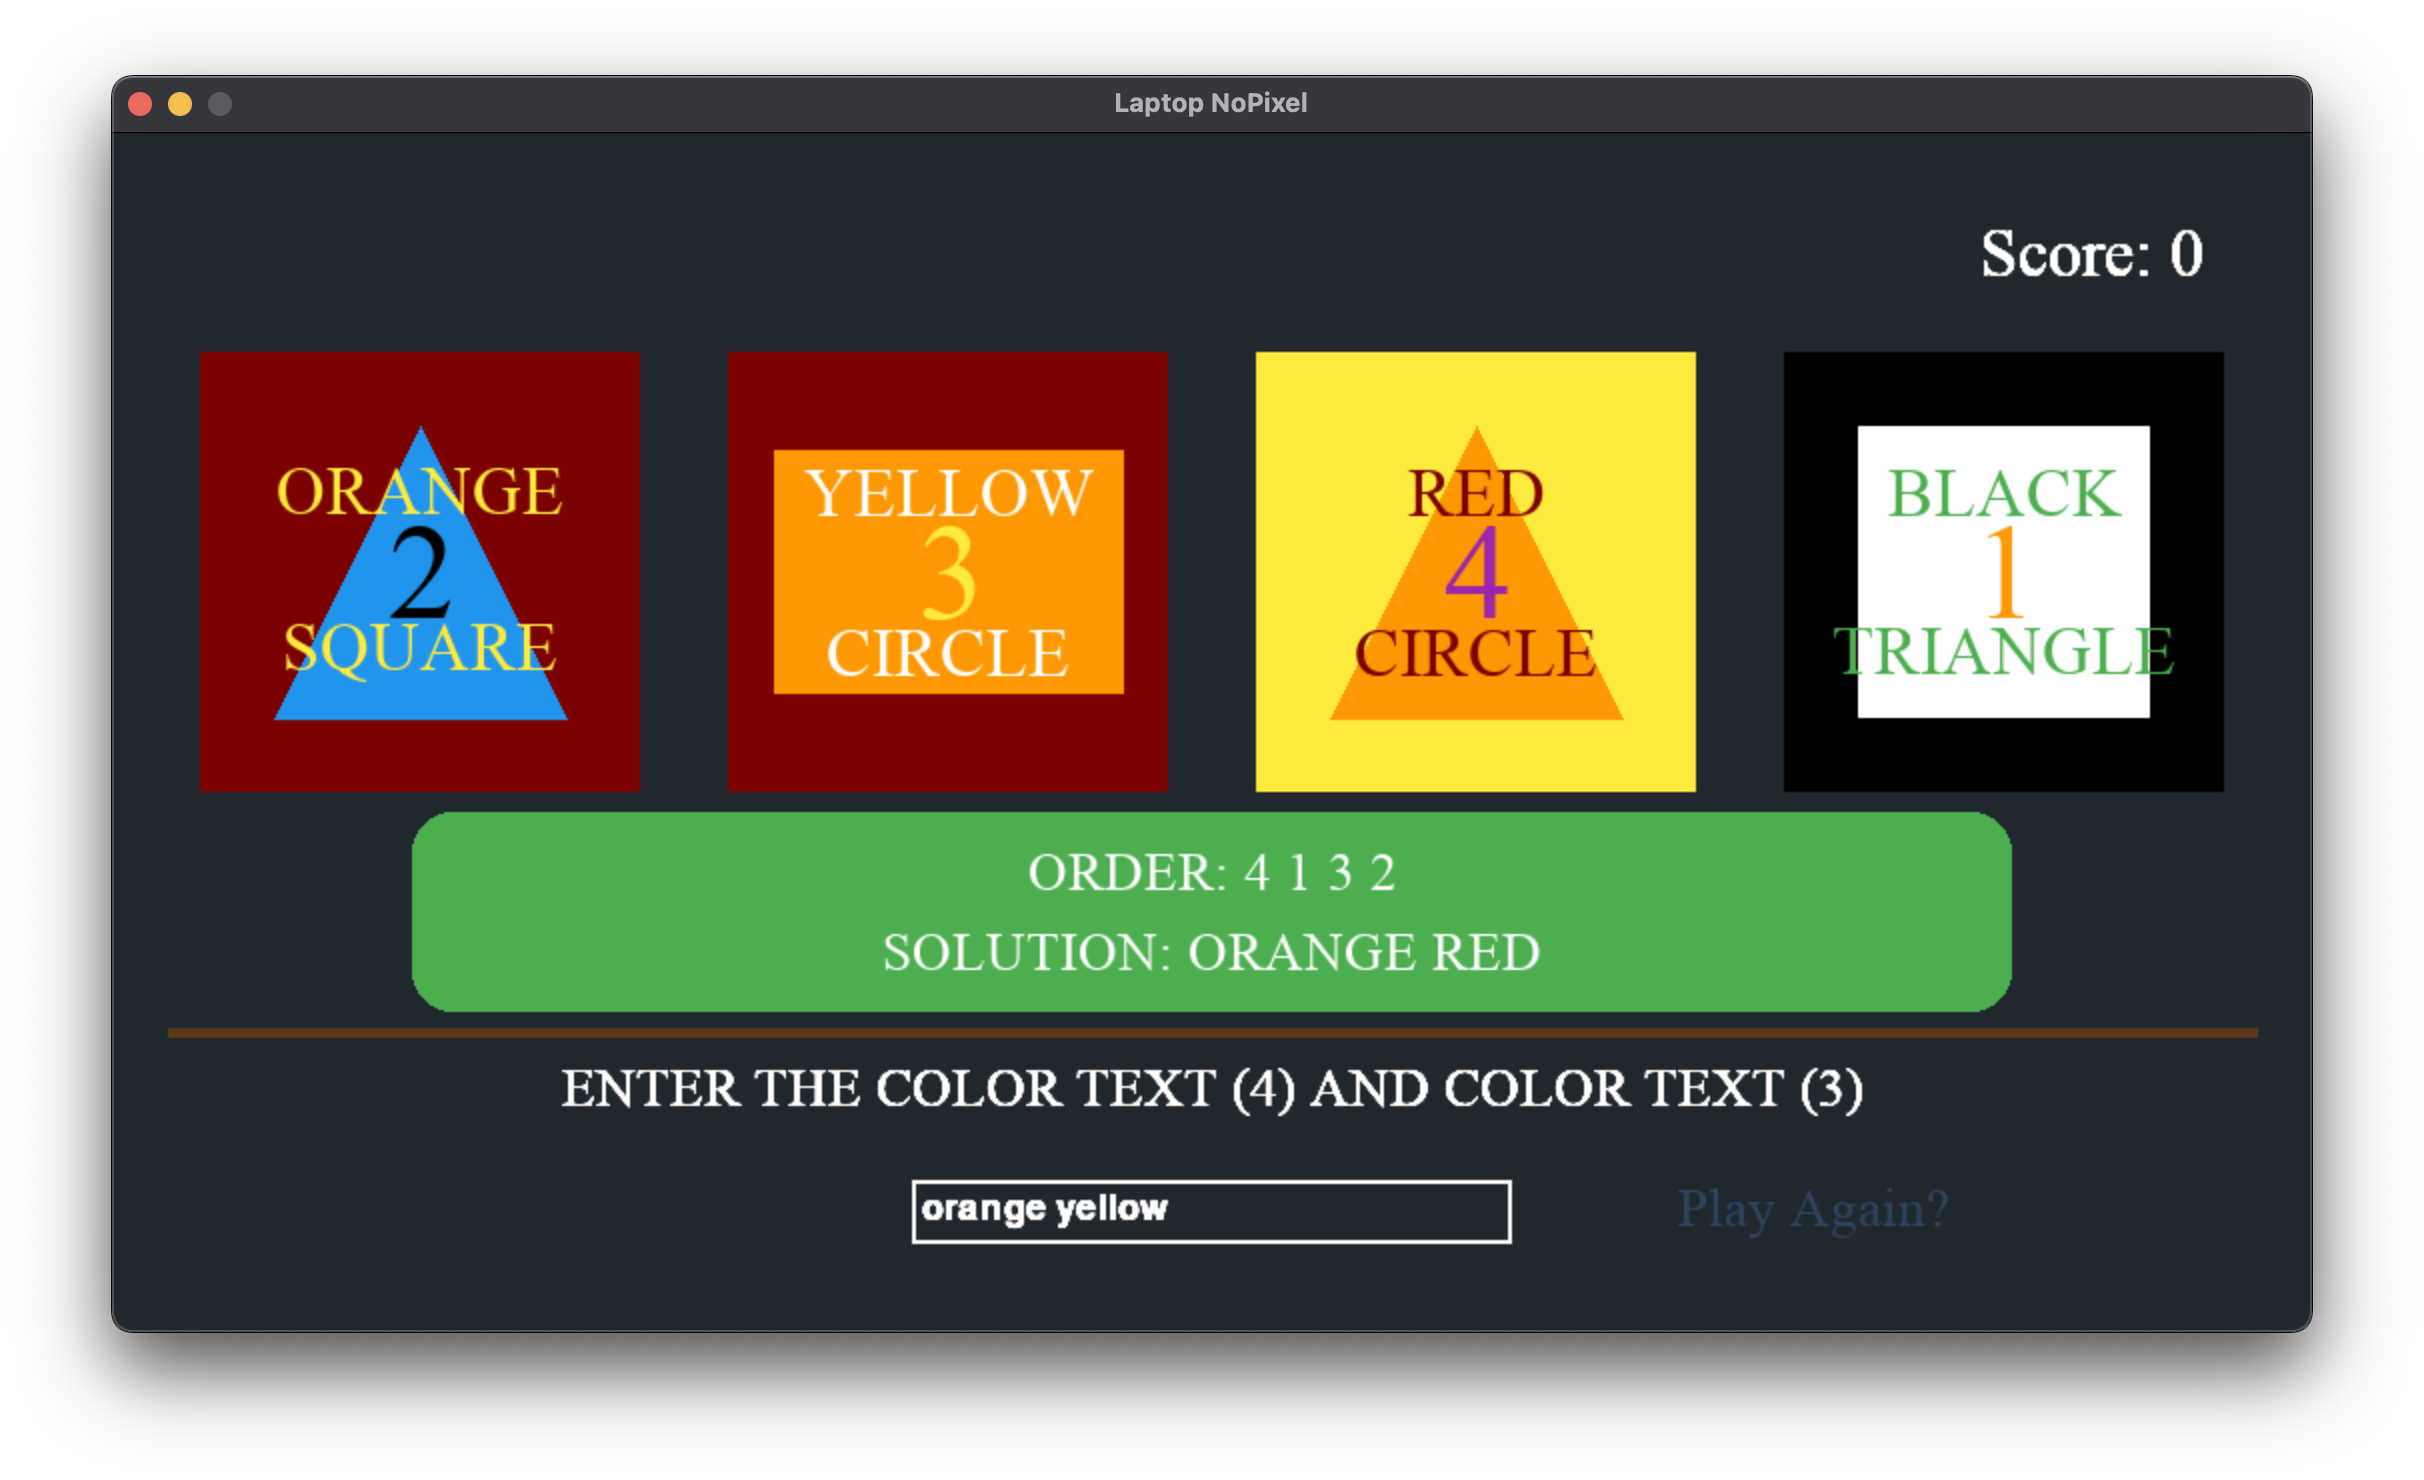 Laptop NoPixel
Score: 0
ORANGE
2
SQUARE
YELLOW
3
CIRCLE
RED
4
CIRCLE
BLACK
1
TRIANGLE
ORDER: 4 1 3 2
SOLUTION: ORANGE RED
ENTER THE COLOR TEXT (4) AND COLOR TEXT (3)
orange yellow
Play Again?